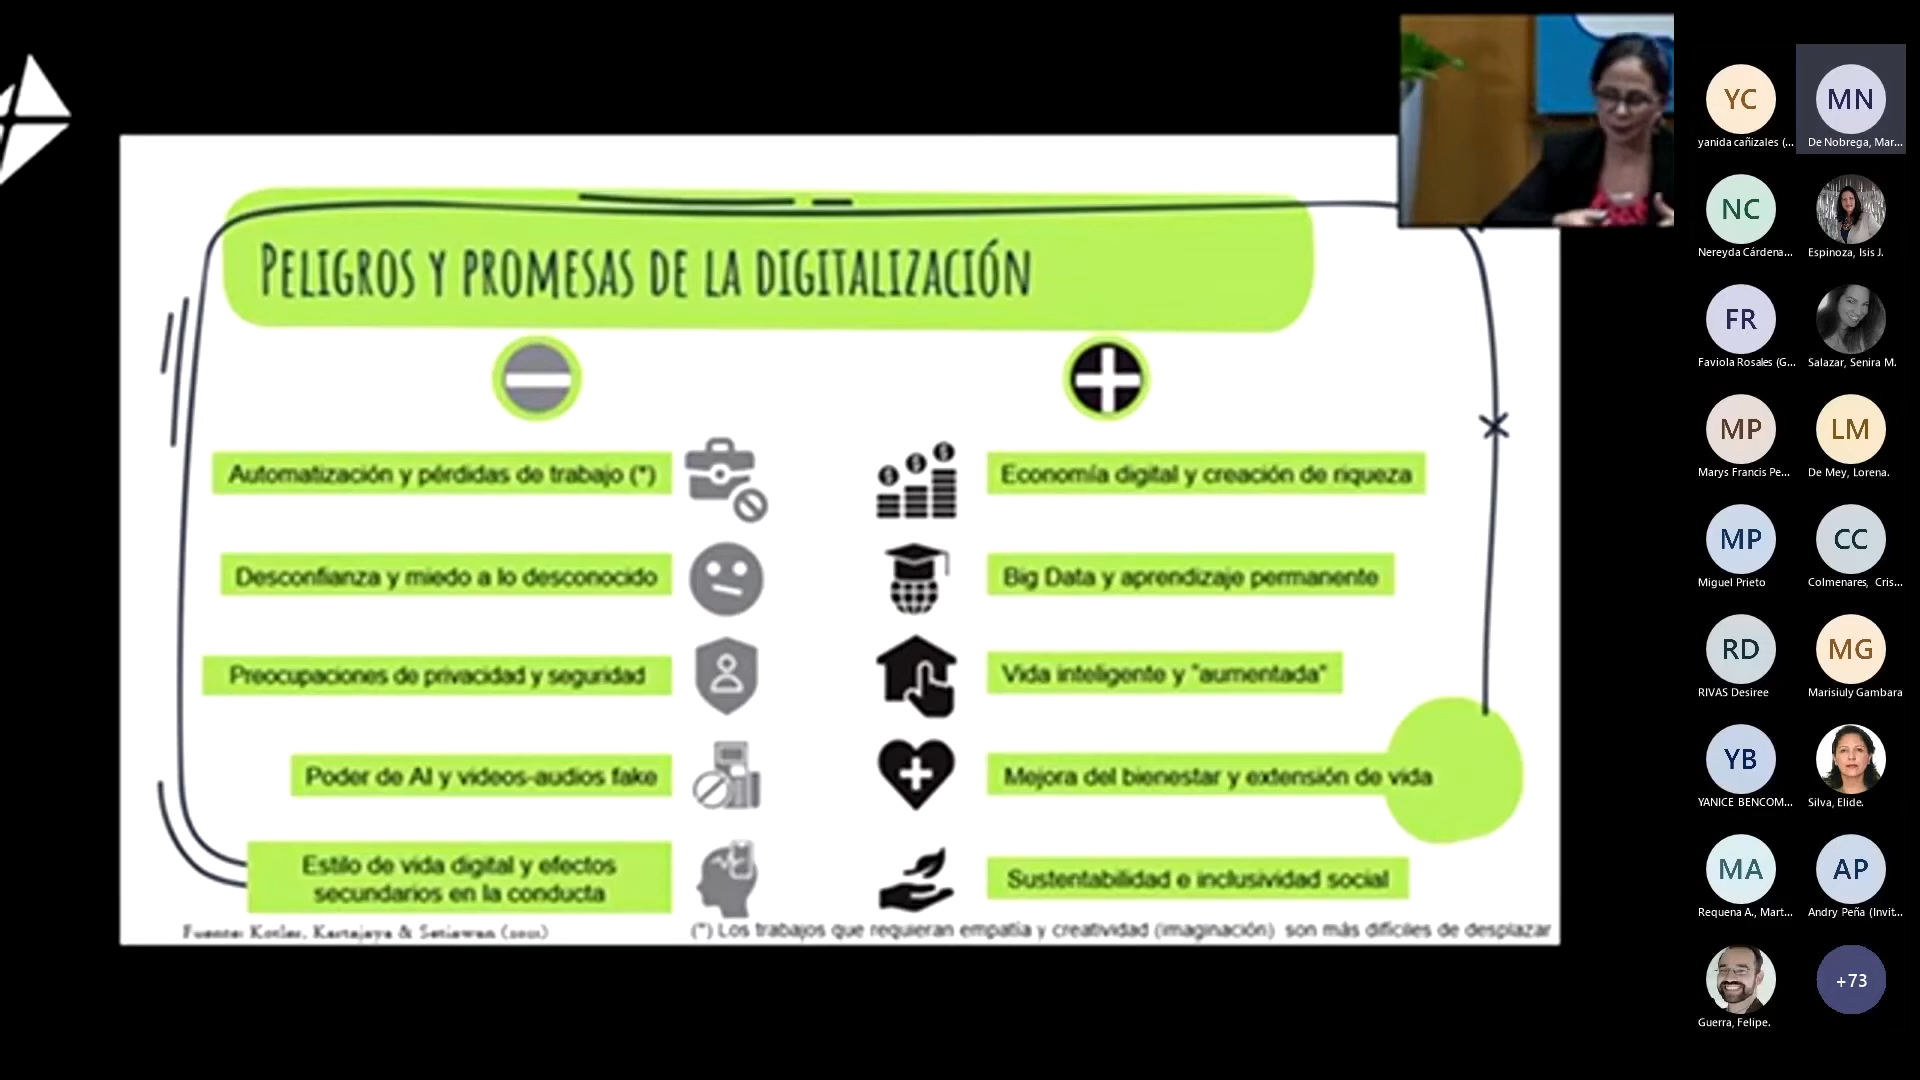 PELIGROS Y PROMESAS DE LA DIGITALIZACIÓN
Automatización y pérdidas de trabajo (*)
Desconfianza y miedo a lo desconocido
Preocupaciones de privacidad y seguridad
Poder de AI y videos-audios fake
Estilo de vida digital y efectos
secundarios en la conducta
Economía digital y creación de riqueza
Big Data y aprendizaje permanente
Vida inteligente y "aumentada"
Mejora del bienestar y extensión de vida
Sustentabilidad e inclusividad social
Fuente: Kotler, Kartajaya & Setiawan (2021)
(*) Los trabajos que requieran empatía y creatividad (imaginación) son más difíciles de desplazar
YC
yanida cañizales (...
MN
De Nobrega, Mar...
NC
Nereyda Cárdena...
Espinoza, Isis J.
FR
Faviola Rosales (G...
Salazar, Senira M.
MP
Marys Francis Pe...
LM
De Mey, Lorena.
MP
Miguel Prieto
CC
Colmenares, Cris...
RD
RIVAS Desiree
MG
Marisiuly Gambara
YB
YANICE BENCOM...
Silva, Elide.
MA
Requena A., Mart...
AP
Andry Peña (Invit...
Guerra, Felipe.
+73